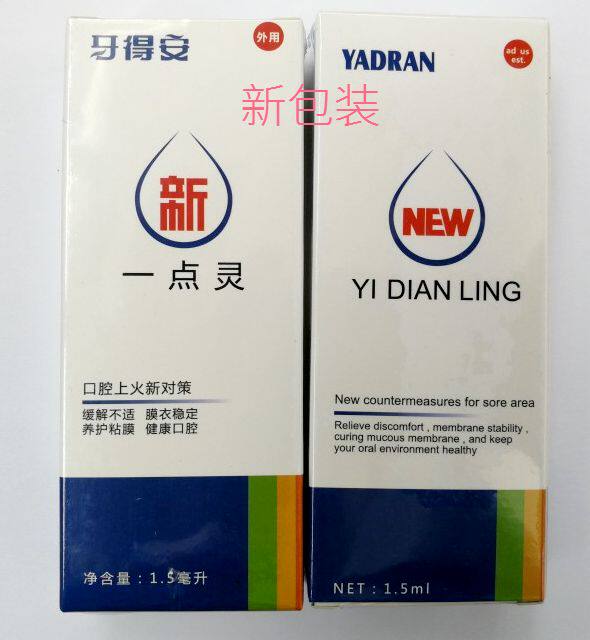 牙得安
外用
新包装
新
一点灵
口腔上火新对策
缓解不适 膜衣稳定
养护粘膜 健康口腔
净含量：1.5毫升
YADRAN
ad us
est.
NEW
YI DIAN LING
New countermeasures for sore area
Relieve discomfort , membrane stability ,
curing mucous membrane , and keep
your oral environment healthy
NET : 1.5ml